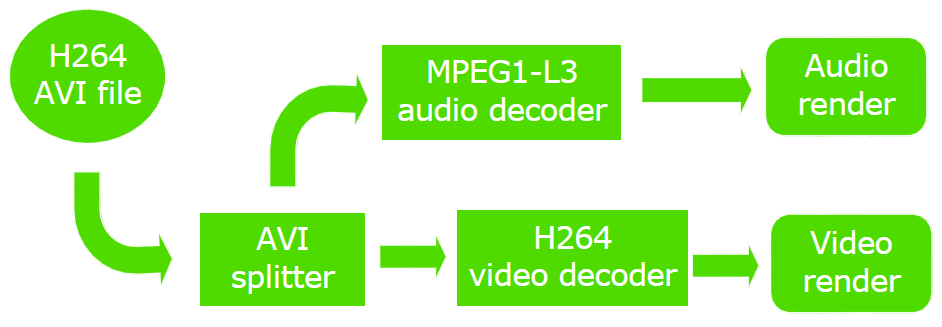 H264
AVI file
MPEG1-L3
audio decoder
Audio
render
AVI
splitter
H264
video decoder
Video
render